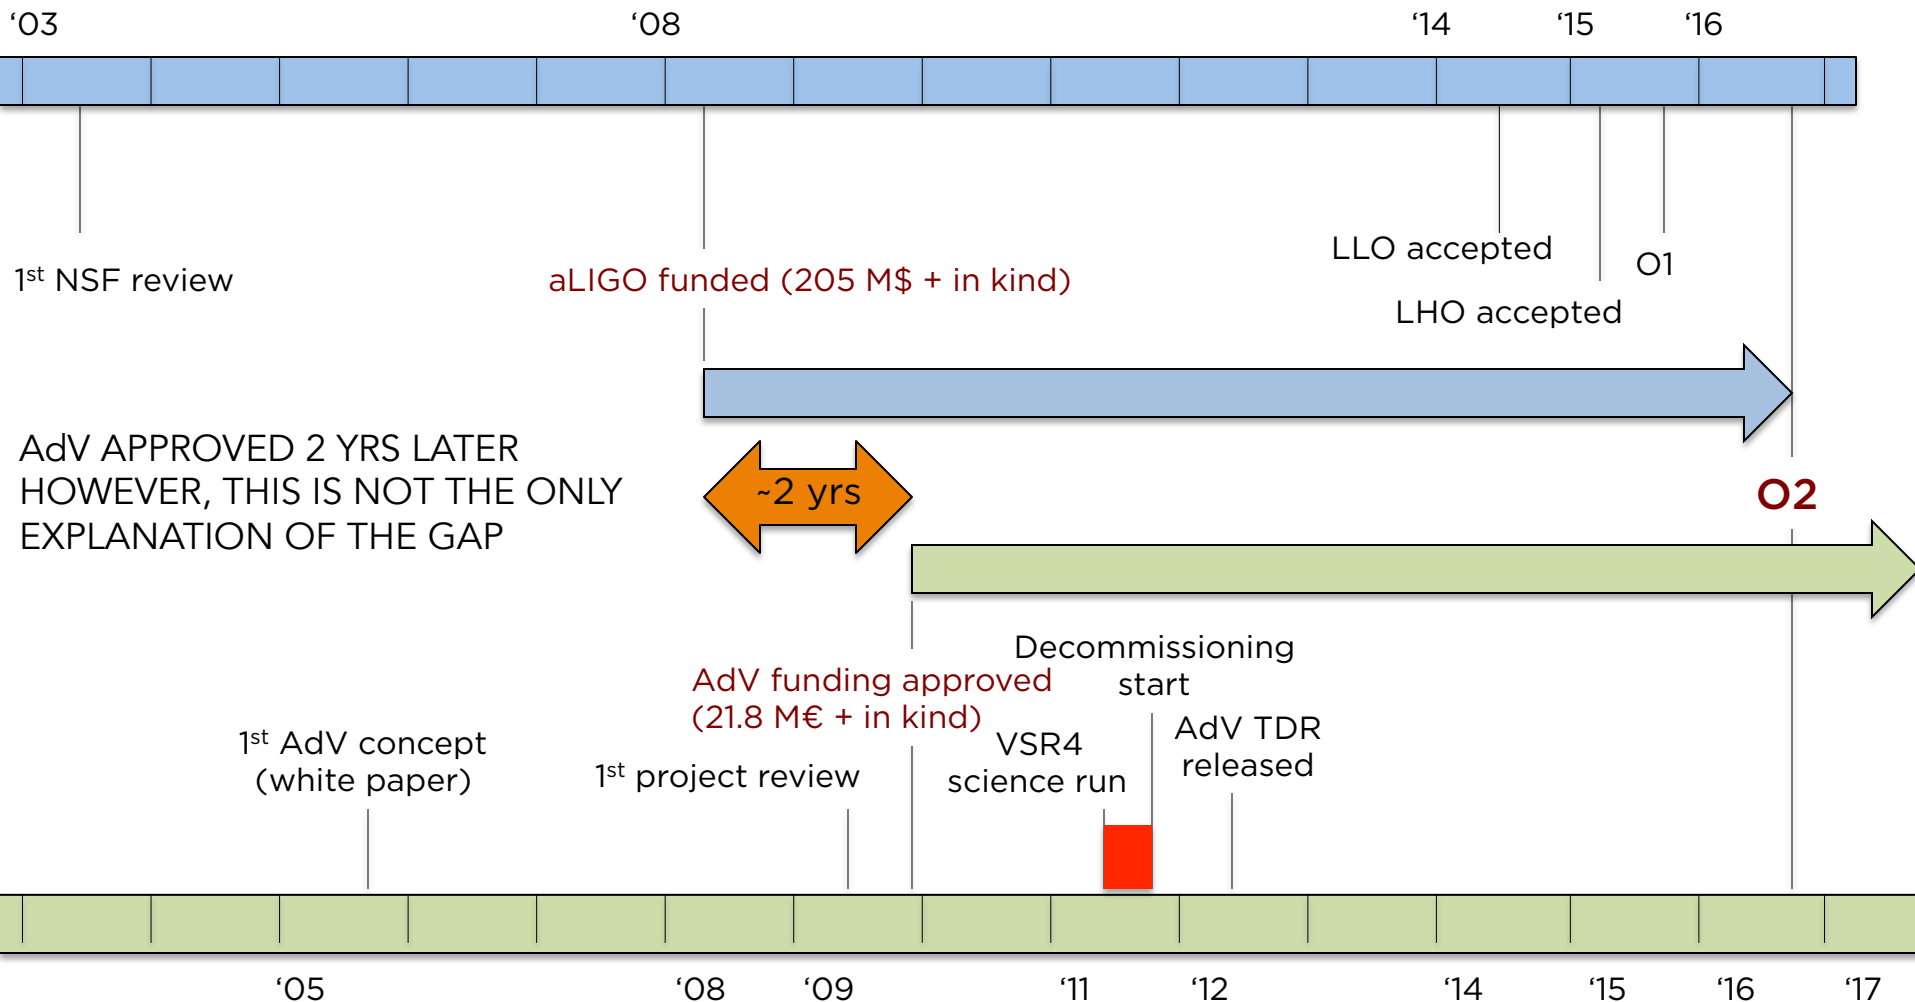 ‘03 ‘08 ‘14 ‘15 ‘16
1st NSF review
aLIGO funded (205 M$ + in kind)
LLO accepted
O1
LHO accepted
AdV APPROVED 2 YRS LATER
HOWEVER, THIS IS NOT THE ONLY
EXPLANATION OF THE GAP
~2 yrs
O2
Decommissioning
start
AdV funding approved
(21.8 M€ + in kind)
1st AdV concept
(white paper)
1st project review
VSR4
science run
AdV TDR
released
‘05 ‘08 ‘09 ‘11 ‘12 ‘14 ‘15 ‘16 ‘17